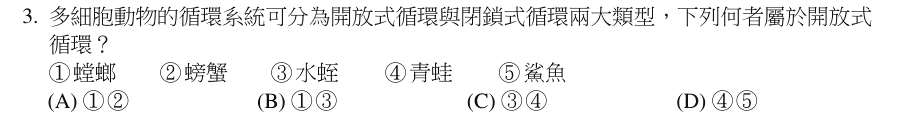 3. 多細胞動物的循環系統可分為開放式循環與閉鎖式循環兩大類型，下列何者屬於開放式
循環？
①螳螂 ②螃蟹 ③水蛭 ④青蛙 ⑤鯊魚
(A) ①② (B) ①③ (C) ③④ (D) ④⑤